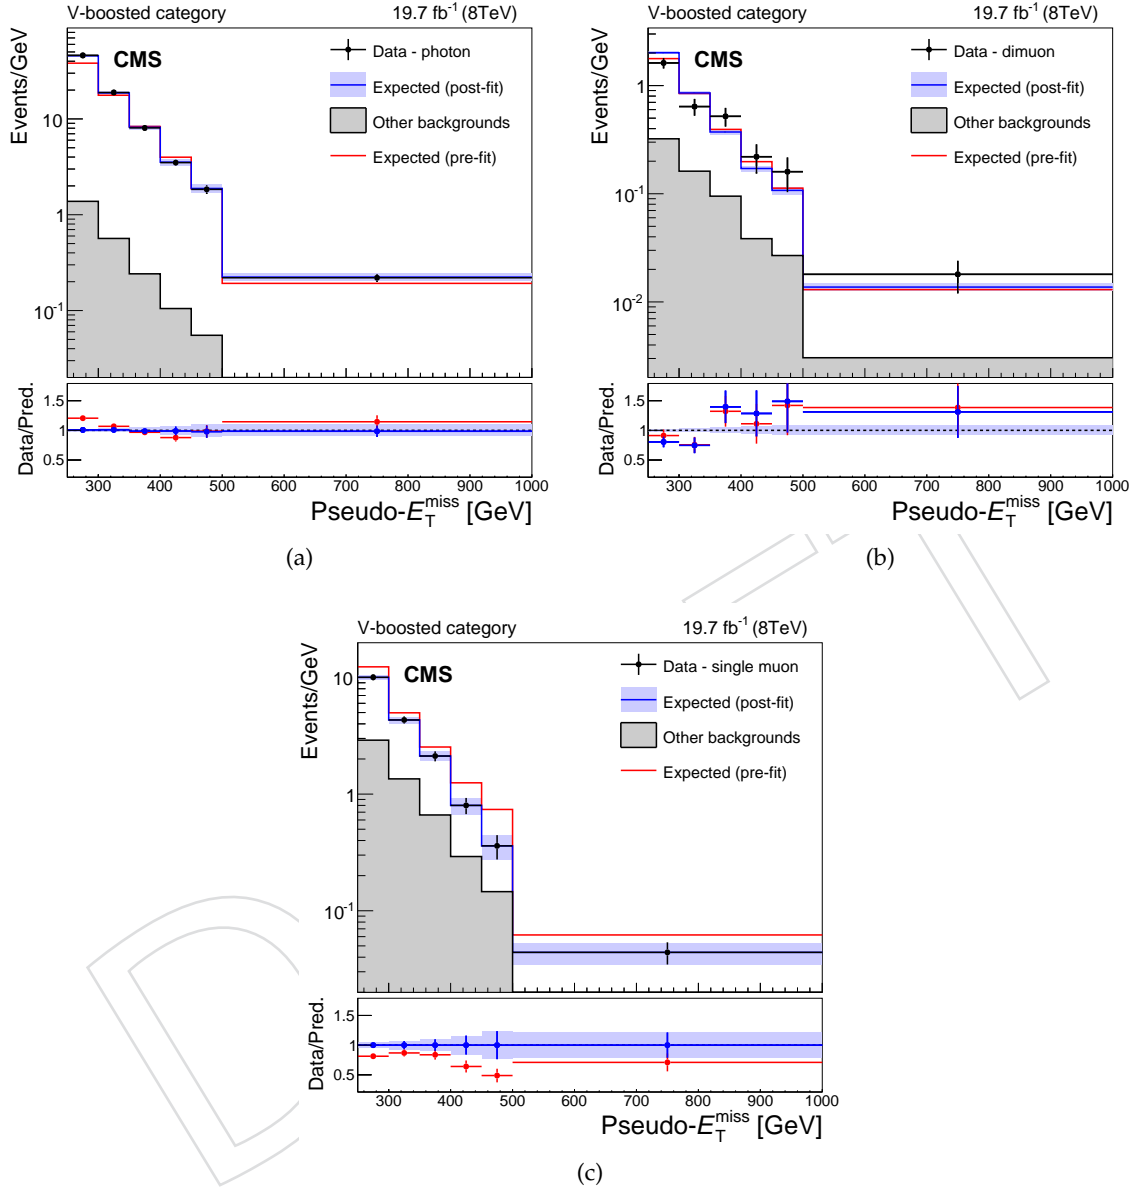 V-boosted category 19.7 fb⁻¹ (8TeV)
CMS
Data - photon
Expected (post-fit)
Other backgrounds
Expected (pre-fit)
Events/GeV
10
1
10⁻¹
Data/Pred.
1.5
1
0.5
300 400 500 600 700 800 900 1000
Pseudo-E_T^miss [GeV]
(a)
V-boosted category 19.7 fb⁻¹ (8TeV)
CMS
Data - dimuon
Expected (post-fit)
Other backgrounds
Expected (pre-fit)
Events/GeV
1
10⁻¹
10⁻²
Data/Pred.
1.5
1
0.5
300 400 500 600 700 800 900 1000
Pseudo-E_T^miss [GeV]
(b)
V-boosted category 19.7 fb⁻¹ (8TeV)
CMS
Data - single muon
Expected (post-fit)
Other backgrounds
Expected (pre-fit)
Events/GeV
10
1
10⁻¹
Data/Pred.
1.5
1
0.5
300 400 500 600 700 800 900 1000
Pseudo-E_T^miss [GeV]
(c)